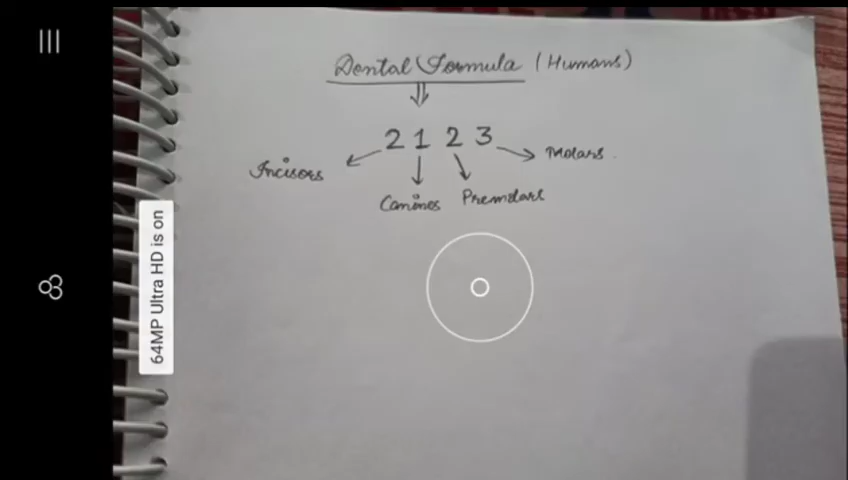 Dental Formula (Humans)
2 1 2 3
Incisors
Molars
Canines
Premolars
64MP Ultra HD is on